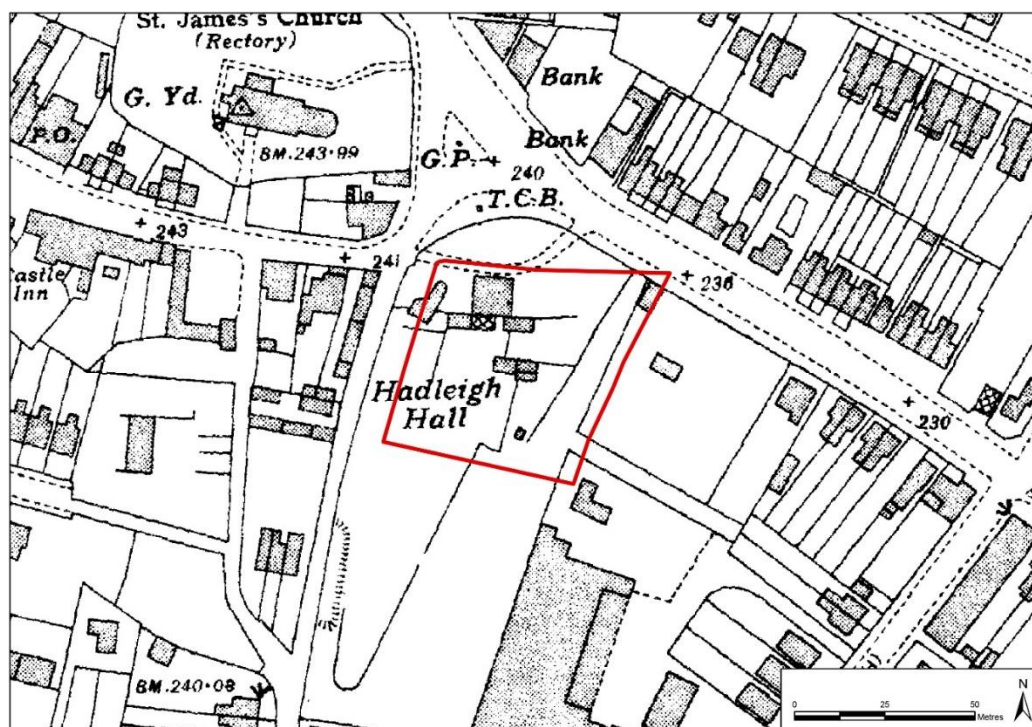 St. James's Church
(Rectory)
G. Yd.
P.O.
BM.243·99
Bank
Bank
G.P.
240
T.C.B.
243
241
236
Castle
Inn
Hadleigh
Hall
230
BM.240·08
N
0 25 50
Metres